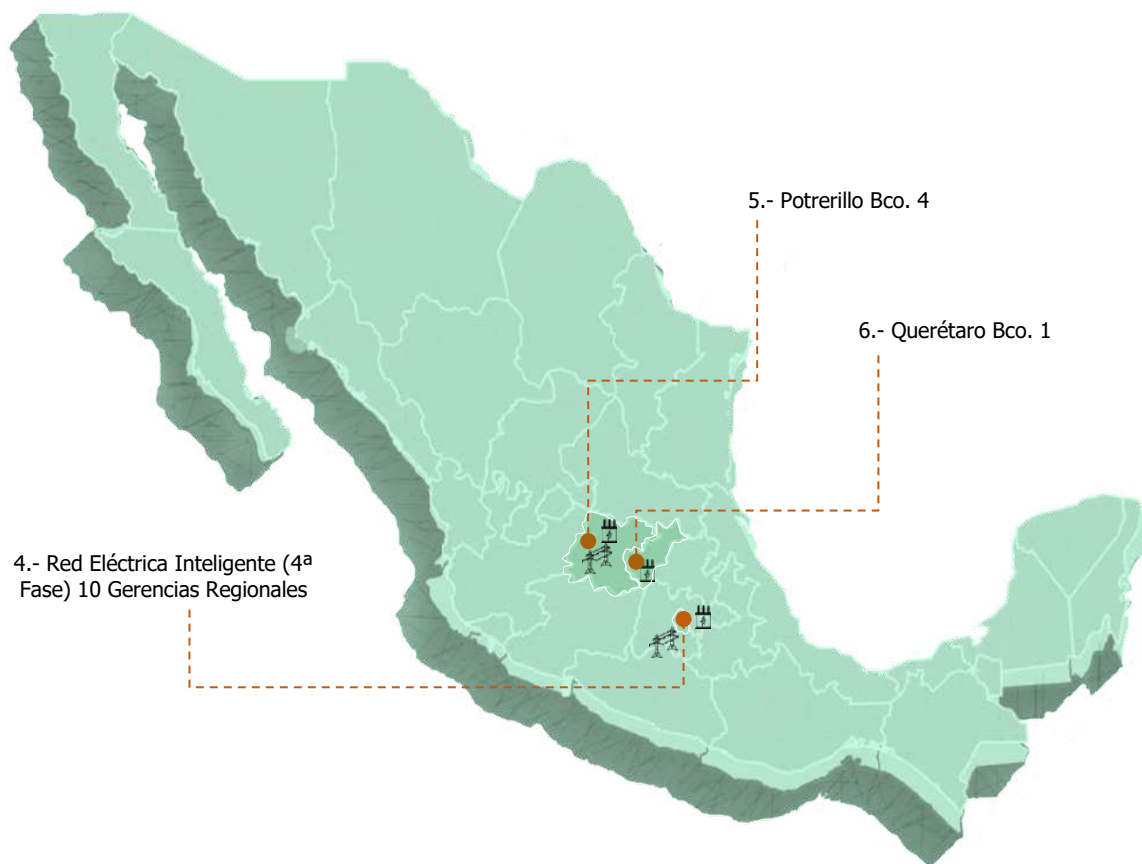 5.- Potrerillo Bco. 4
6.- Querétaro Bco. 1
4.- Red Eléctrica Inteligente (4ª
Fase) 10 Gerencias Regionales